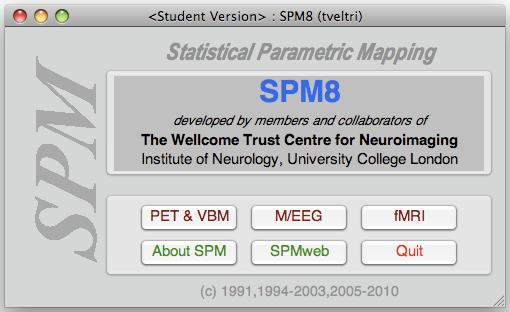 <Student Version> : SPM8 (tveltri)
SPM
Statistical Parametric Mapping
SPM8
developed by members and collaborators of
The Wellcome Trust Centre for Neuroimaging
Institute of Neurology, University College London
PET & VBM M/EEG fMRI
About SPM SPMweb Quit
(c) 1991,1994-2003,2005-2010